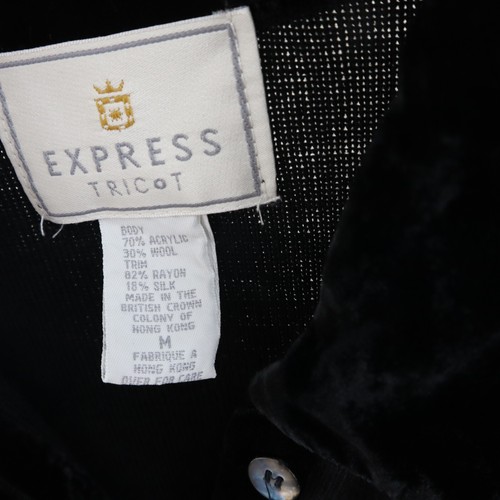 EXPRESS
TRICOT
BODY
70% ACRYLIC
30% WOOL
TRIM
82% RAYON
18% SILK
MADE IN THE
BRITISH CROWN
COLONY OF
HONG KONG
M
FABRIQUE A
HONG KONG
OVER FOR CARE